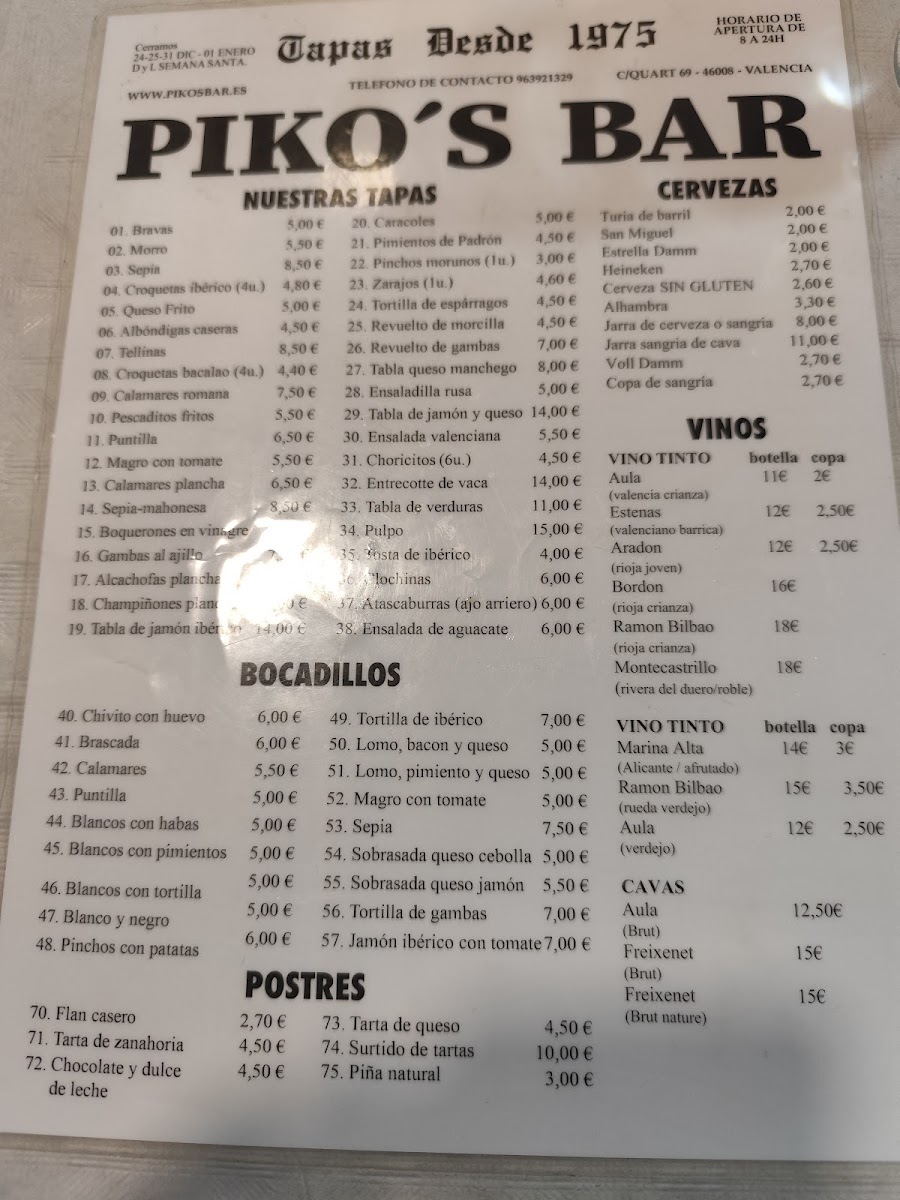 Cerramos
24-25-31 DIC - 01 ENERO
D y L SEMANA SANTA.
Tapas Desde 1975
HORARIO DE
APERTURA DE
8 A 24H
WWW.PIKOSBAR.ES
TELEFONO DE CONTACTO 963921329
C/QUART 69 - 46008 - VALENCIA
PIKO´S BAR
NUESTRAS TAPAS
01. Bravas 5,00 €
02. Morro 5,50 €
03. Sepia 8,50 €
04. Croquetas ibérico (4u.) 4,80 €
05. Queso Frito 5,00 €
06. Albóndigas caseras 4,50 €
07. Tellinas 8,50 €
08. Croquetas bacalao (4u.) 4,40 €
09. Calamares romana 7,50 €
10. Pescaditos fritos 5,50 €
11. Puntilla 6,50 €
12. Magro con tomate 5,50 €
13. Calamares plancha 6,50 €
14. Sepia-mahonesa 8,50 €
15. Boquerones en vinagre
16. Gambas al ajillo
17. Alcachofas plancha
18. Champiñones €
19. Tabla de jamón 14,00 €
20. Caracoles 5,00 €
21. Pimientos de Padrón 4,50 €
22. Pinchos morunos (1u.) 3,00 €
23. Zarajos (1u.) 4,60 €
24. Tortilla de espárragos 4,50 €
25. Revuelto de morcilla 4,50 €
26. Revuelto de gambas 7,00 €
27. Tabla queso manchego 8,00 €
28. Ensaladilla rusa 5,00 €
29. Tabla de jamón y queso 14,00 €
30. Ensalada valenciana 5,50 €
31. Choricitos (6u.) 4,50 €
32. Entrecotte de vaca 14,00 €
33. Tabla de verduras 11,00 €
34. Pulpo 15,00 €
35. Tosta de ibérico 4,00 €
36. Clochinas 6,00 €
37. Atascaburras (ajo arriero) 6,00 €
38. Ensalada de aguacate 6,00 €
CERVEZAS
Turia de barril 2,00 €
San Miguel 2,00 €
Estrella Damm 2,00 €
Heineken 2,70 €
Cerveza SIN GLUTEN 2,60 €
Alhambra 3,30 €
Jarra de cerveza o sangria 8,00 €
Jarra sangria de cava 11,00 €
Voll Damm 2,70 €
Copa de sangría 2,70 €
VINOS
VINO TINTO botella copa
Aula 11€ 2€
(valencia crianza)
Estenas 12€ 2,50€
(valenciano barrica)
Aradon 12€ 2,50€
(rioja joven)
Bordon 16€
(rioja crianza)
Ramon Bilbao 18€
(rioja crianza)
Montecastrillo 18€
(rivera del duero/roble)
VINO TINTO botella copa
Marina Alta 14€ 3€
(Alicante / afrutado)
Ramon Bilbao 15€ 3,50€
(rueda verdejo)
Aula 12€ 2,50€
(verdejo)
CAVAS
Aula 12,50€
(Brut)
Freixenet 15€
(Brut)
Freixenet 15€
(Brut nature)
BOCADILLOS
40. Chivito con huevo 6,00 €
41. Brascada 6,00 €
42. Calamares 5,50 €
43. Puntilla 5,00 €
44. Blancos con habas 5,00 €
45. Blancos con pimientos 5,00 €
46. Blancos con tortilla 5,00 €
47. Blanco y negro 5,00 €
48. Pinchos con patatas 6,00 €
49. Tortilla de ibérico 7,00 €
50. Lomo, bacon y queso 5,00 €
51. Lomo, pimiento y queso 5,00 €
52. Magro con tomate 5,00 €
53. Sepia 7,50 €
54. Sobrasada queso cebolla 5,00 €
55. Sobrasada queso jamón 5,50 €
56. Tortilla de gambas 7,00 €
57. Jamón ibérico con tomate 7,00 €
POSTRES
70. Flan casero 2,70 €
71. Tarta de zanahoria 4,50 €
72. Chocolate y dulce 4,50 €
de leche
73. Tarta de queso 4,50 €
74. Surtido de tartas 10,00 €
75. Piña natural 3,00 €